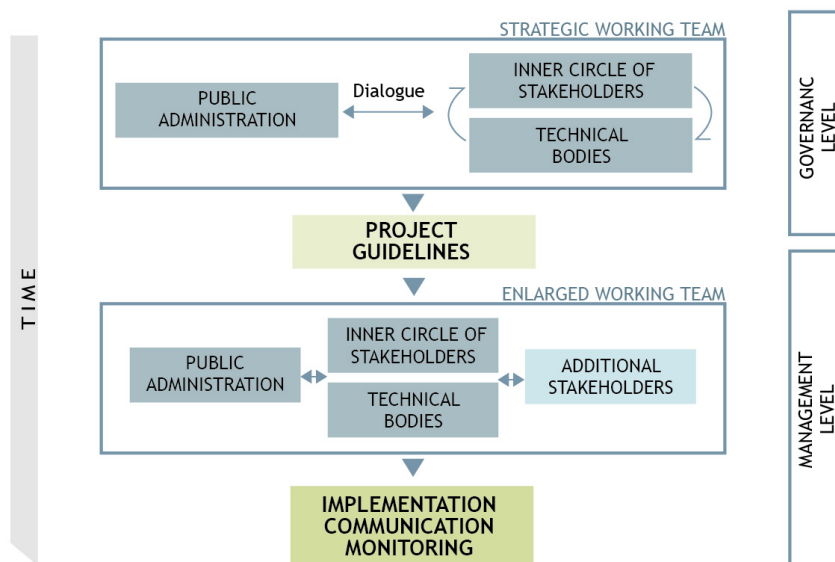 STRATEGIC WORKING TEAM
PUBLIC
ADMINISTRATION
Dialogue
INNER CIRCLE OF
STAKEHOLDERS
TECHNICAL
BODIES
GOVERNANC
LEVEL
PROJECT
GUIDELINES
TIME
ENLARGED WORKING TEAM
PUBLIC
ADMINISTRATION
INNER CIRCLE OF
STAKEHOLDERS
TECHNICAL
BODIES
ADDITIONAL
STAKEHOLDERS
MANAGEMENT
LEVEL
IMPLEMENTATION
COMMUNICATION
MONITORING